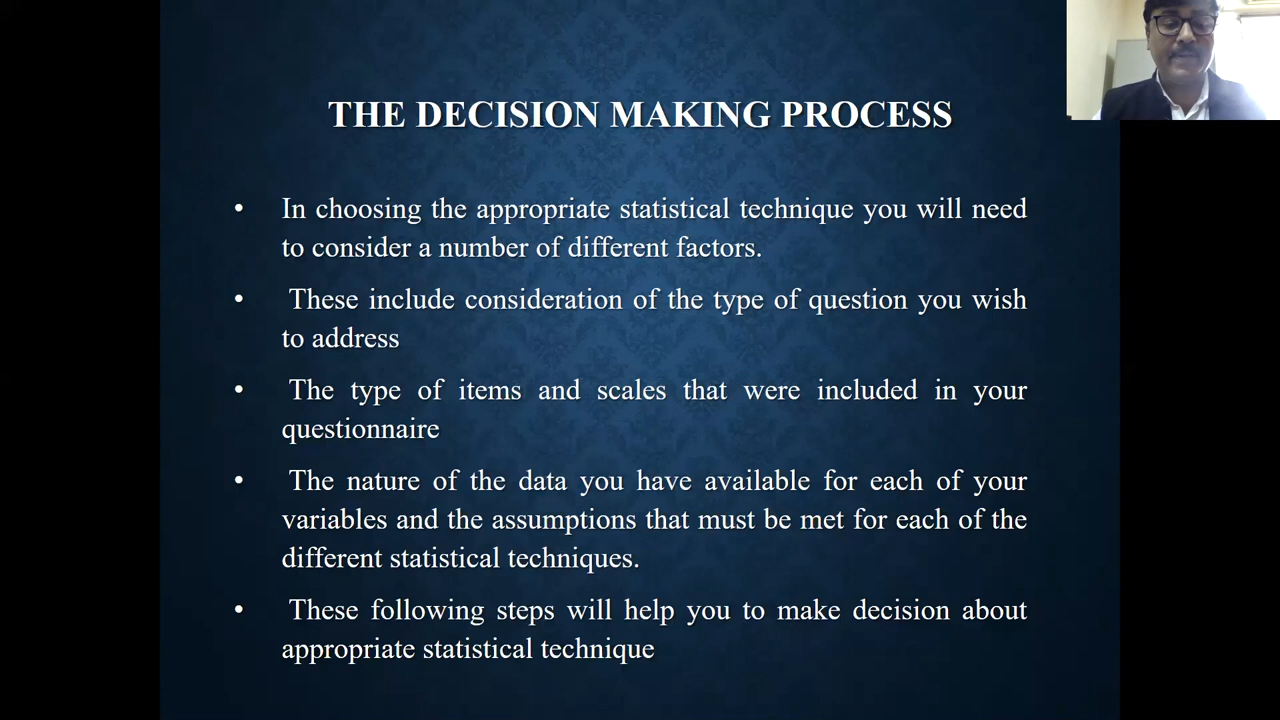 THE DECISION MAKING PROCESS
• In choosing the appropriate statistical technique you will need
to consider a number of different factors.
• These include consideration of the type of question you wish
to address
• The type of items and scales that were included in your
questionnaire
• The nature of the data you have available for each of your
variables and the assumptions that must be met for each of the
different statistical techniques.
• These following steps will help you to make decision about
appropriate statistical technique